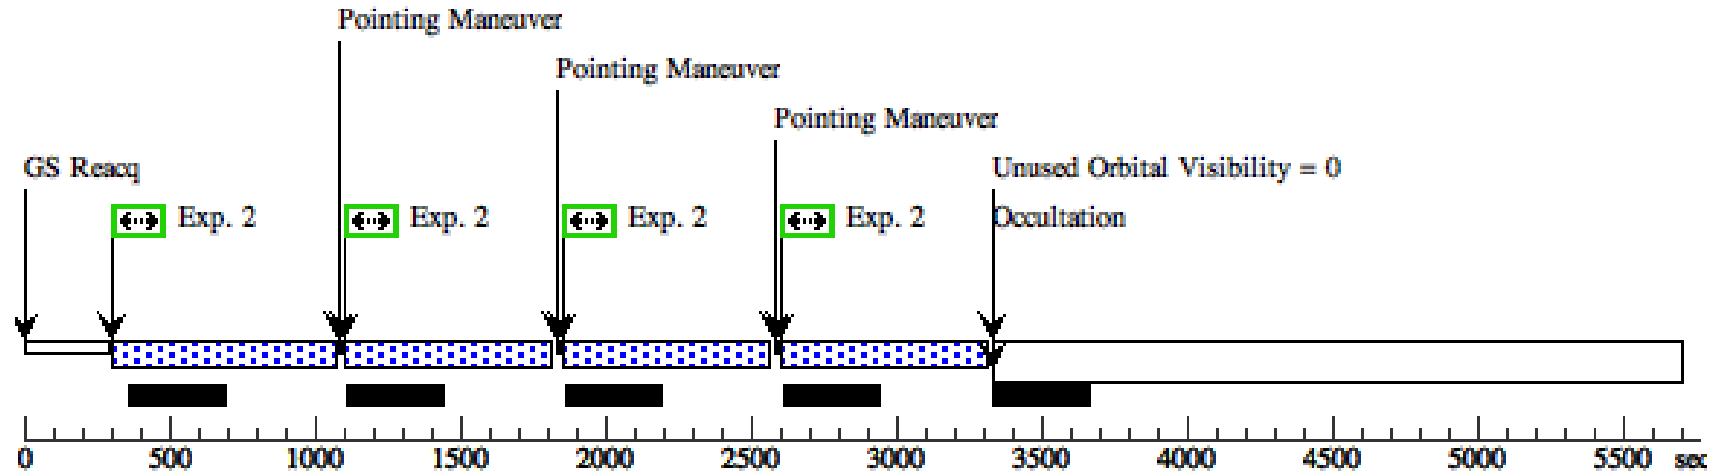 Pointing Maneuver
Pointing Maneuver
Pointing Maneuver
GS Reacq
Unused Orbital Visibility = 0
Exp. 2 Exp. 2 Exp. 2 Exp. 2 Occultation
0 500 1000 1500 2000 2500 3000 3500 4000 4500 5000 5500 sec